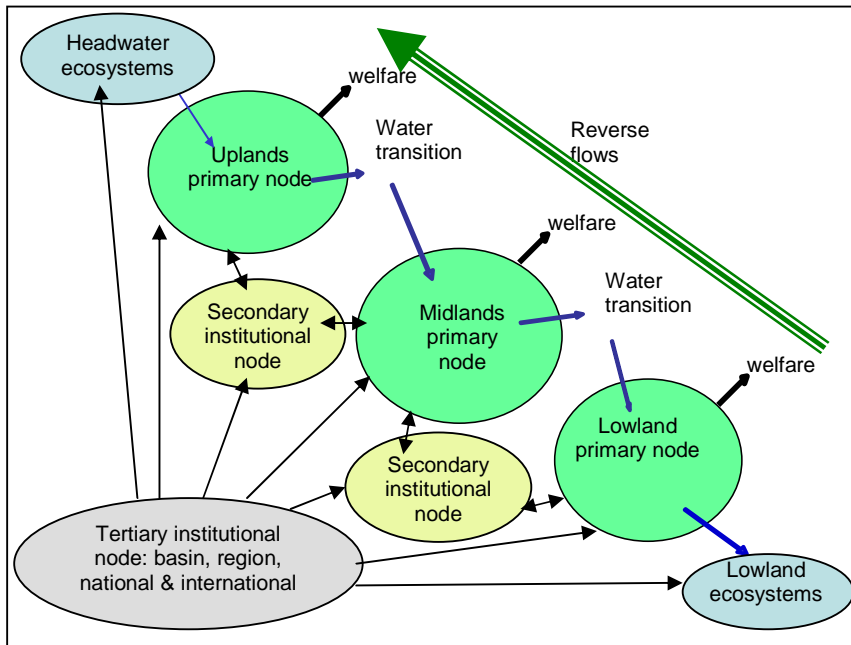 Headwater
ecosystems
welfare
Water
transition
Reverse
flows
Uplands
primary node
welfare
Water
transition
Secondary
institutional
node
Midlands
primary
node
welfare
Lowland
primary node
Secondary
institutional
node
Tertiary institutional
node: basin, region,
national & international
Lowland
ecosystems